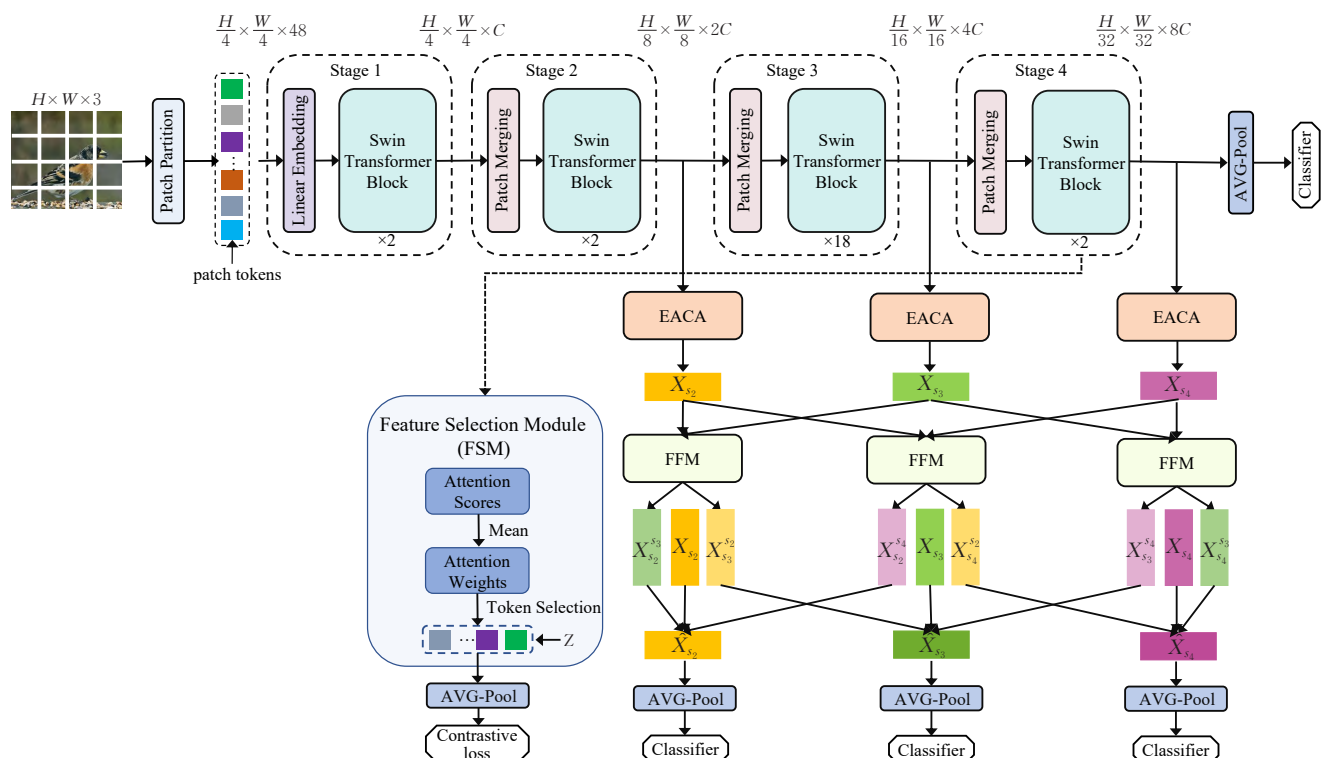 H/4 × W/4 × 48
H/4 × W/4 × C
H/8 × W/8 × 2C
H/16 × W/16 × 4C
H/32 × W/32 × 8C
Stage 1
Stage 2
Stage 3
Stage 4
H × W × 3
Patch Partition
Linear Embedding
Swin
Transformer
Block
×2
Patch Merging
Swin
Transformer
Block
×2
Patch Merging
Swin
Transformer
Block
×18
Patch Merging
Swin
Transformer
Block
×2
AVG-Pool
Classifier
patch tokens
EACA
EACA
EACA
X_{s_2}
X_{s_3}
X_{s_4}
Feature Selection Module
(FSM)
Attention
Scores
Mean
Attention
Weights
Token Selection
...
Z
AVG-Pool
Contrastive
loss
FFM
FFM
FFM
X_{s_2}^{s_3}
X_{s_2}
X_{s_3}^{s_2}
X_{s_2}^{s_4}
X_{s_3}
X_{s_4}^{s_2}
X_{s_3}^{s_4}
X_{s_4}
X_{s_4}^{s_3}
X̂_{s_2}
X̂_{s_3}
X̂_{s_4}
AVG-Pool
AVG-Pool
AVG-Pool
Classifier
Classifier
Classifier